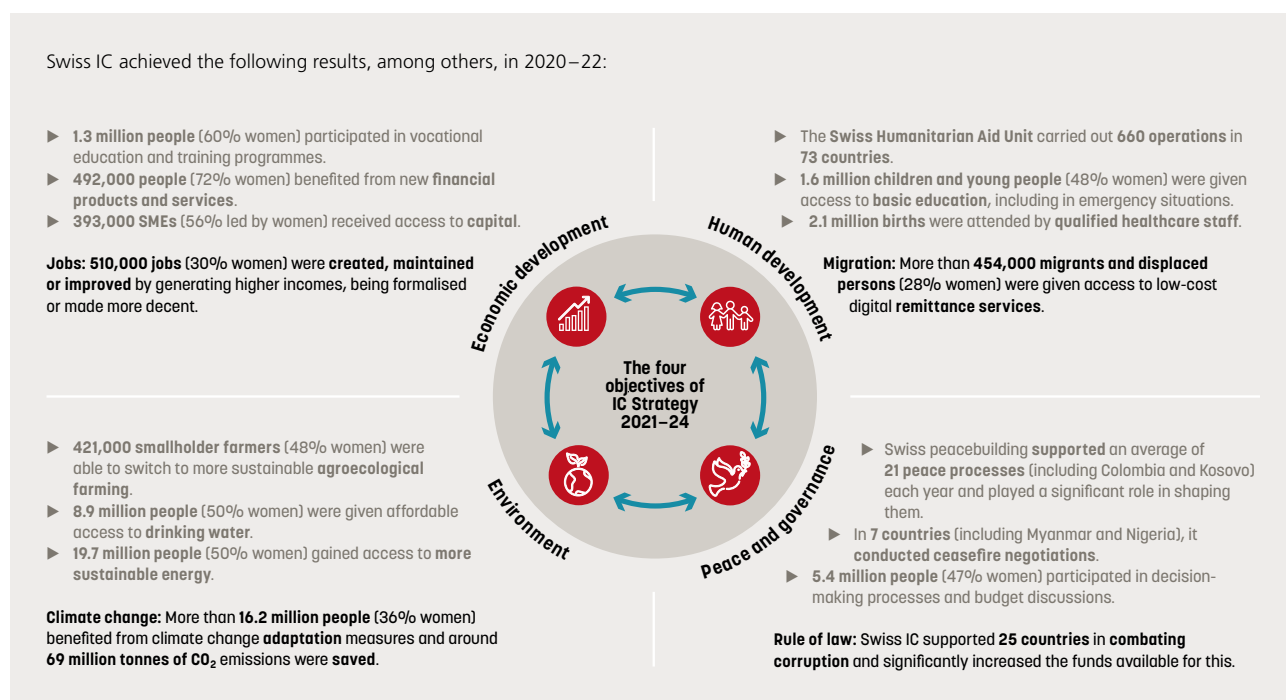 Swiss IC achieved the following results, among others, in 2020–22:
▶ 1.3 million people (60% women) participated in vocational
education and training programmes.
▶ 492,000 people (72% women) benefited from new financial
products and services.
▶ 393,000 SMEs (56% led by women) received access to capital.
Jobs: 510,000 jobs (30% women) were created, maintained
or improved by generating higher incomes, being formalised
or made more decent.
▶ The Swiss Humanitarian Aid Unit carried out 660 operations in
73 countries.
▶ 1.6 million children and young people (48% women) were given
access to basic education, including in emergency situations.
▶ 2.1 million births were attended by qualified healthcare staff.
Migration: More than 454,000 migrants and displaced
persons (28% women) were given access to low-cost
digital remittance services.
Economic development
Human development
The four
objectives of
IC Strategy
2021–24
Environment
Peace and governance
▶ 421,000 smallholder farmers (48% women) were
able to switch to more sustainable agroecological
farming.
▶ 8.9 million people (50% women) were given affordable
access to drinking water.
▶ 19.7 million people (50% women) gained access to more
sustainable energy.
Climate change: More than 16.2 million people (36% women)
benefited from climate change adaptation measures and around
69 million tonnes of CO₂ emissions were saved.
▶ Swiss peacebuilding supported an average of
21 peace processes (including Colombia and Kosovo)
each year and played a significant role in shaping
them.
▶ In 7 countries (including Myanmar and Nigeria), it
conducted ceasefire negotiations.
▶ 5.4 million people (47% women) participated in decision-
making processes and budget discussions.
Rule of law: Swiss IC supported 25 countries in combating
corruption and significantly increased the funds available for this.